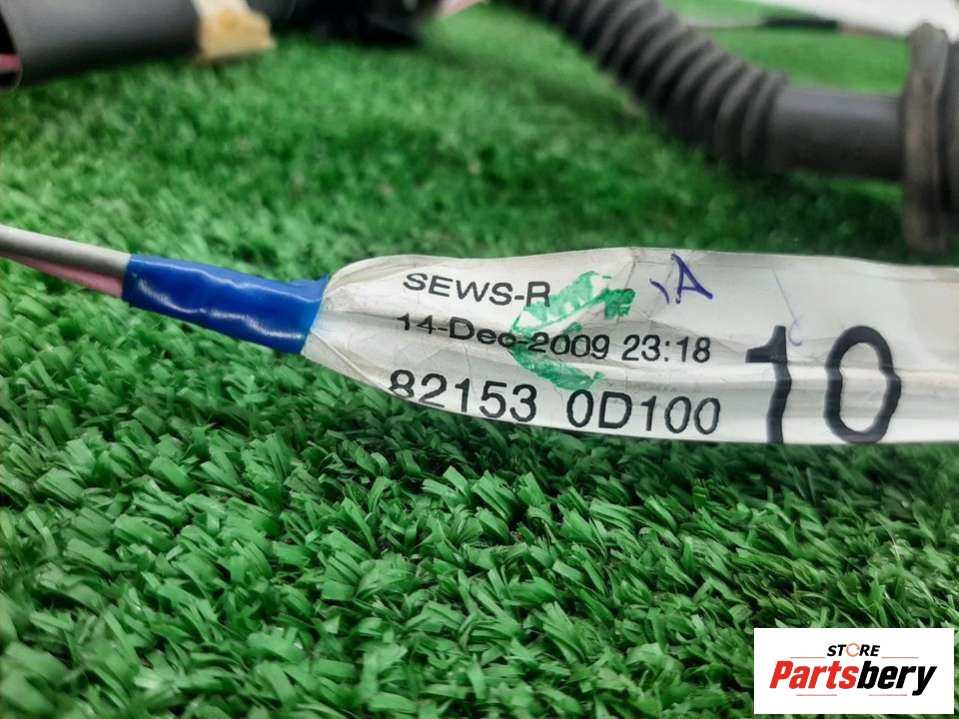 SEWS-R
14-Dec-2009 23:18
82153 0D100
10
A
STORE
Partsbery